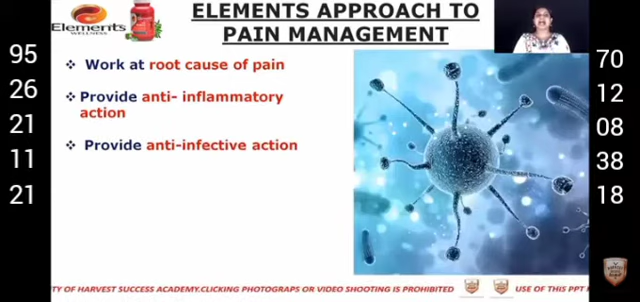 ELEMENTS APPROACH TO
PAIN MANAGEMENT
Elements
WELLNESS
❖ Work at root cause of pain
❖ Provide anti- inflammatory
action
❖ Provide anti-infective action
95
26
21
11
21
70
12
08
38
18
TY OF HARVEST SUCCESS ACADEMY.CLICKING PHOTOGRAPS OR VIDEO SHOOTING IS PROHIBITED
USE OF THIS PPT